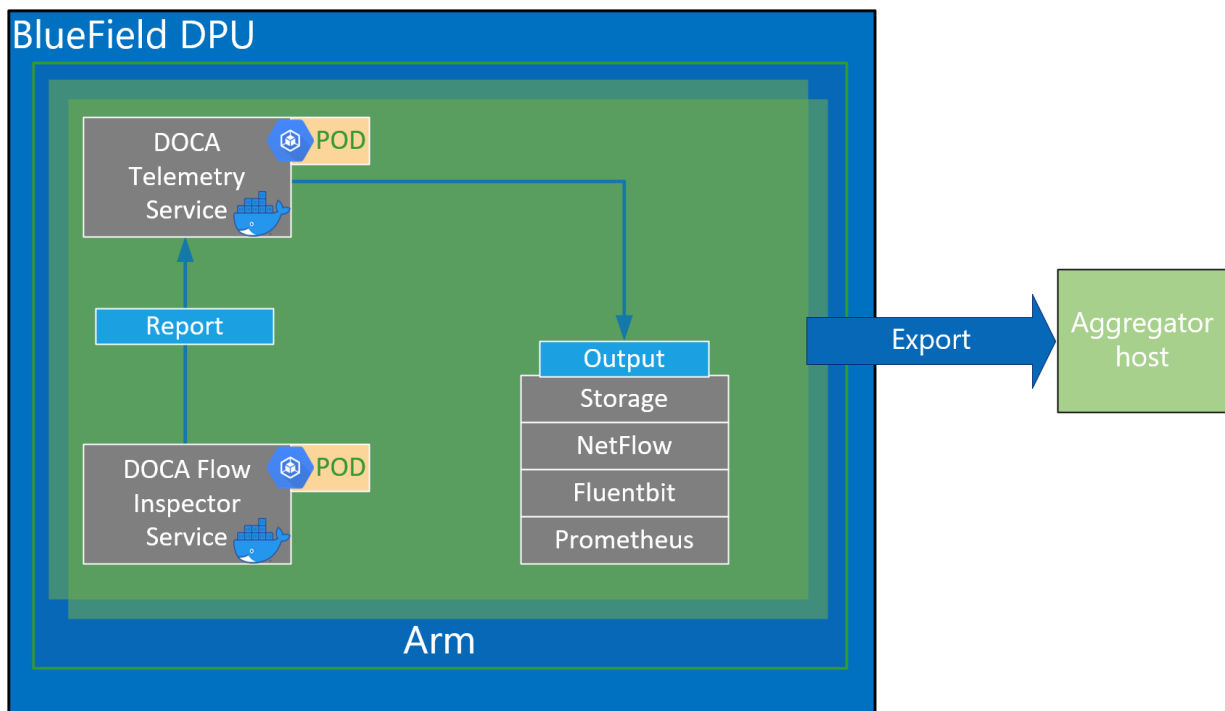 BlueField DPU
DOCA
Telemetry
Service
POD
Report
DOCA Flow
Inspector
Service
POD
Output
Storage
NetFlow
Fluentbit
Prometheus
Arm
Export
Aggregator
host